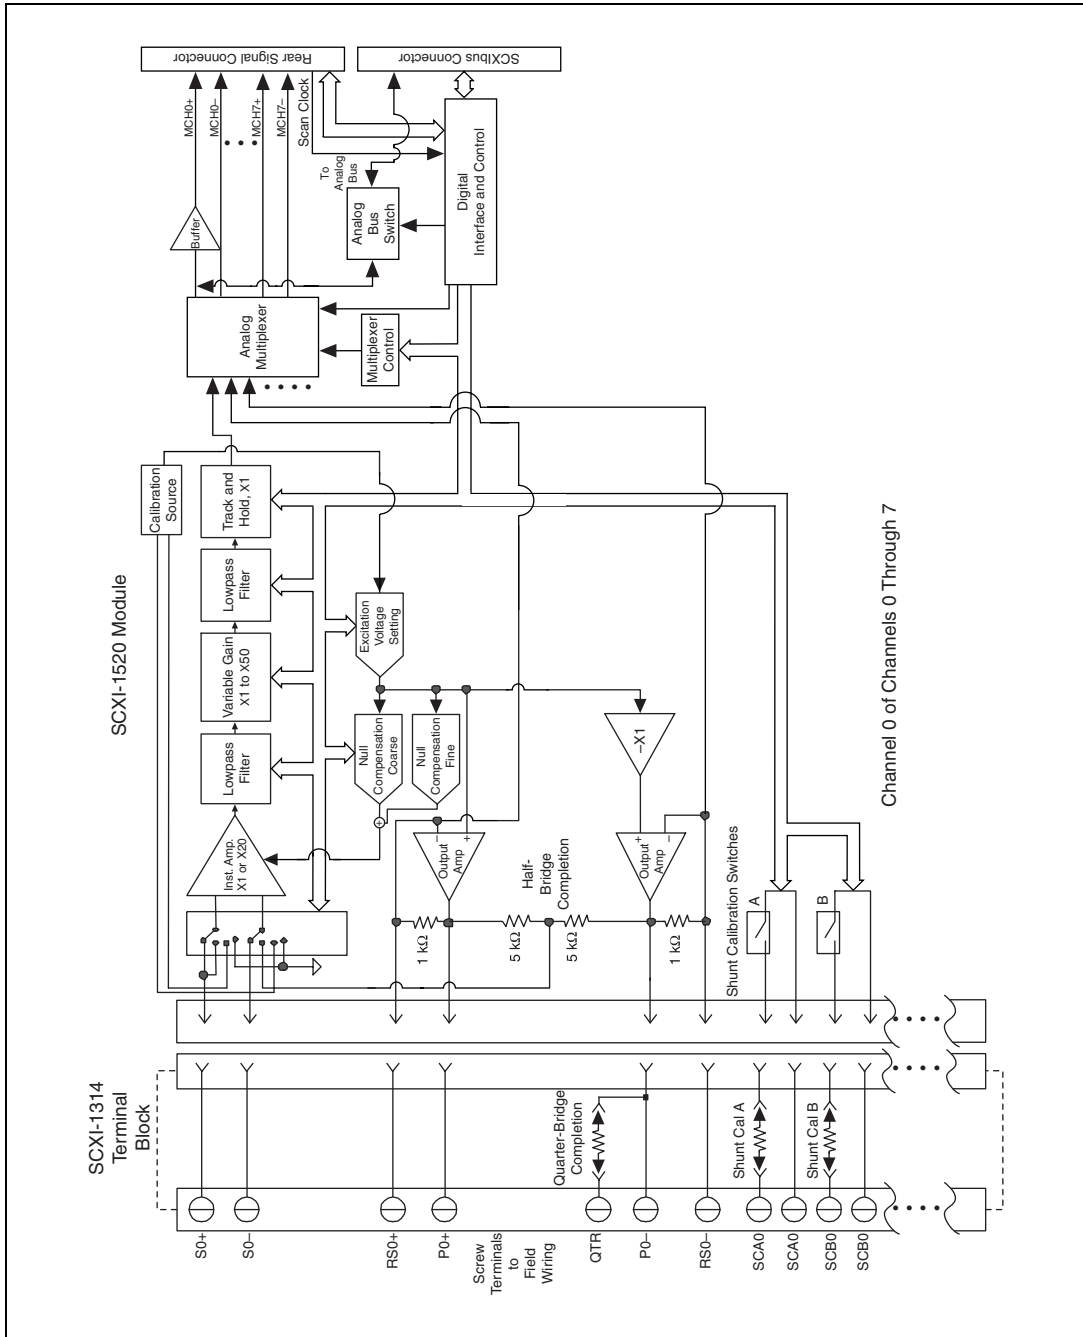 SCXI-1314
Terminal
Block
SCXI-1520 Module
S0+
S0–
RS0+
P0+
Screw
Terminals
to
Field
Wiring
QTR
P0–
RS0–
SCA0
SCA0
SCB0
SCB0
Quarter-Bridge
Completion
Shunt Cal A
Shunt Cal B
Inst. Amp.
X1 or X20
Lowpass
Filter
Variable Gain
X1 to X50
Lowpass
Filter
Track and
Hold, X1
Calibration
Source
Null
Compensation
Coarse
Null
Compensation
Fine
Excitation
Voltage
Setting
+
–
+
Output
Amp
+
–
Output
Amp
–X1
1 kΩ
5 kΩ
5 kΩ
1 kΩ
Half-
Bridge
Completion
Shunt Calibration Switches
A
B
Analog
Multiplexer
Multiplexer
Control
Buffer
MCH0+
MCH0–
MCH7+
MCH7–
Rear Signal Connector
Scan Clock
To
Analog
Bus
Analog
Bus
Switch
Digital
Interface and Control
SCXIbus Connector
Channel 0 of Channels 0 Through 7